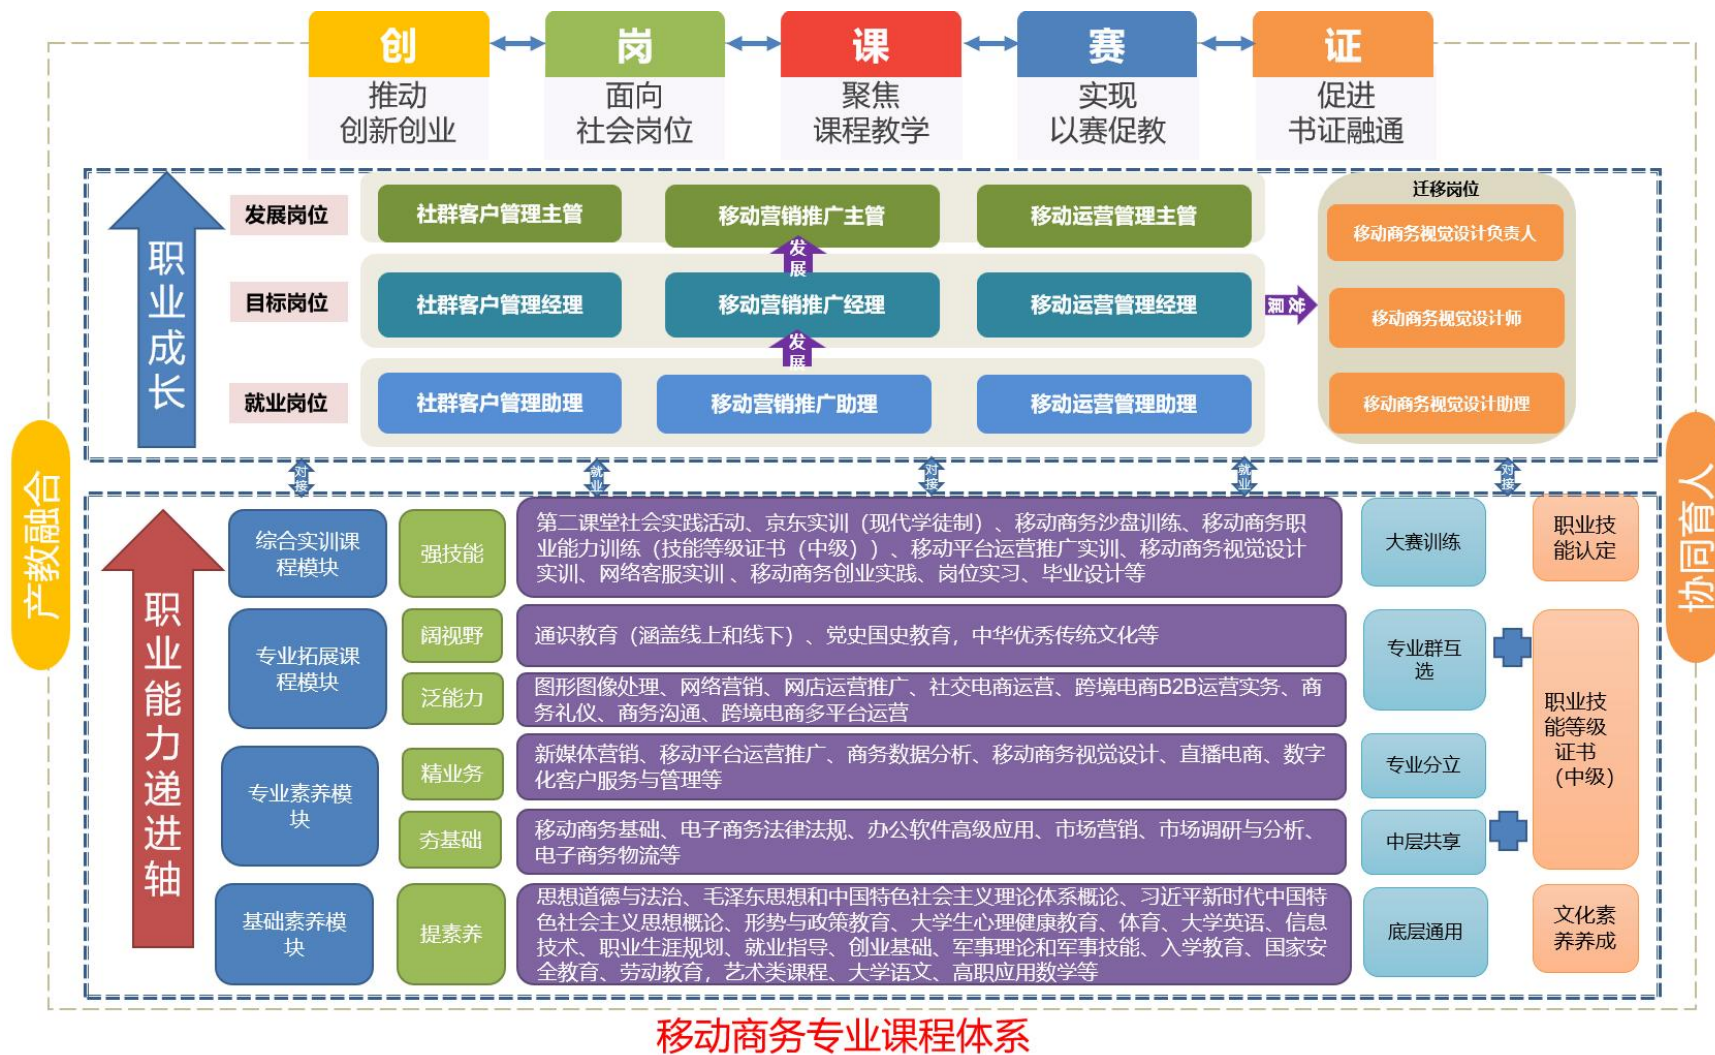 创
岗
课
赛
证
推动
创新创业
面向
社会岗位
聚焦
课程教学
实现
以赛促教
促进
书证融通
产教融合
协同育人
职业成长
发展岗位
社群客户管理主管
移动营销推广主管
移动运营管理主管
发展
目标岗位
社群客户管理经理
移动营销推广经理
移动运营管理经理
发展
发展
就业岗位
社群客户管理助理
移动营销推广助理
移动运营管理助理
迁移岗位
移动商务视觉设计负责人
移动商务视觉设计师
移动商务视觉设计助理
对接
就业
对接
就业
对接
职业能力递进轴
综合实训课
程模块
强技能
第二课堂社会实践活动、京东实训（现代学徒制）、移动商务沙盘训练、移动商务职
业能力训练（技能等级证书（中级））、移动平台运营推广实训、移动商务视觉设计
实训、网络客服实训 、移动商务创业实践、岗位实习、毕业设计等
大赛训练
职业技
能认定
专业拓展课
程模块
阔视野
通识教育（涵盖线上和线下）、党史国史教育，中华优秀传统文化等
泛能力
图形图像处理、网络营销、网店运营推广、社交电商运营、跨境电商B2B运营实务、商
务礼仪、商务沟通、跨境电商多平台运营
专业群互
选
职业技
能等级
证书
（中级）
专业素养模
块
精业务
新媒体营销、移动平台运营推广、商务数据分析、移动商务视觉设计、直播电商、数字
化客户服务与管理等
专业分立
夯基础
移动商务基础、电子商务法律法规、办公软件高级应用、市场营销、市场调研与分析、
电子商务物流等
中层共享
基础素养模
块
提素养
思想道德与法治、毛泽东思想和中国特色社会主义理论体系概论、习近平新时代中国特
色社会主义思想概论、形势与政策教育、大学生心理健康教育、体育、大学英语、信息
技术、职业生涯规划、就业指导、创业基础、军事理论和军事技能、入学教育、国家安
全教育、劳动教育，艺术类课程、大学语文、高职应用数学等
底层通用
文化素
养养成
移动商务专业课程体系